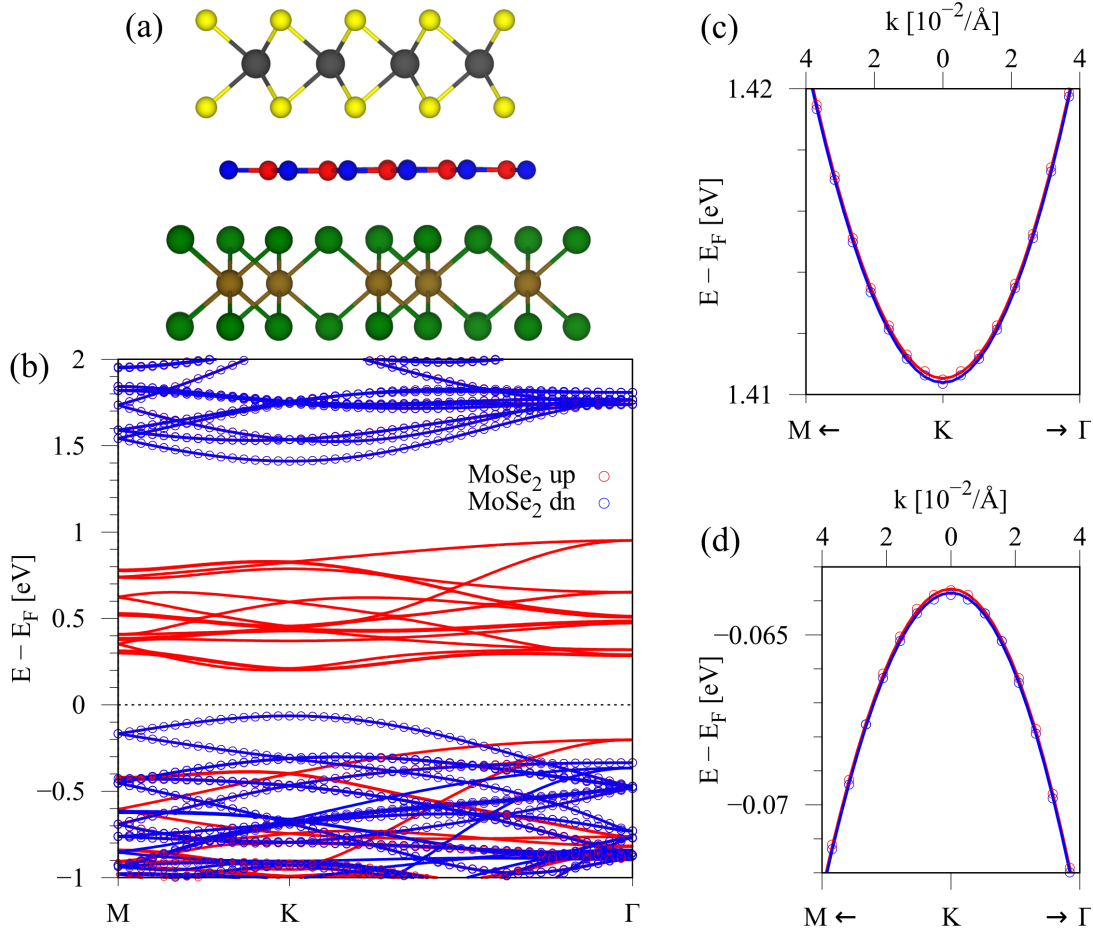 (a)
(b)
2
1.5
1
0.5
0
−0.5
−1
E − E_F [eV]
MoSe₂ up
MoSe₂ dn
M K Γ
(c)
k [10⁻²/Å]
4 2 0 2 4
1.42
1.41
E − E_F [eV]
M ← K → Γ
(d)
k [10⁻²/Å]
4 2 0 2 4
−0.065
−0.07
E − E_F [eV]
M ← K → Γ